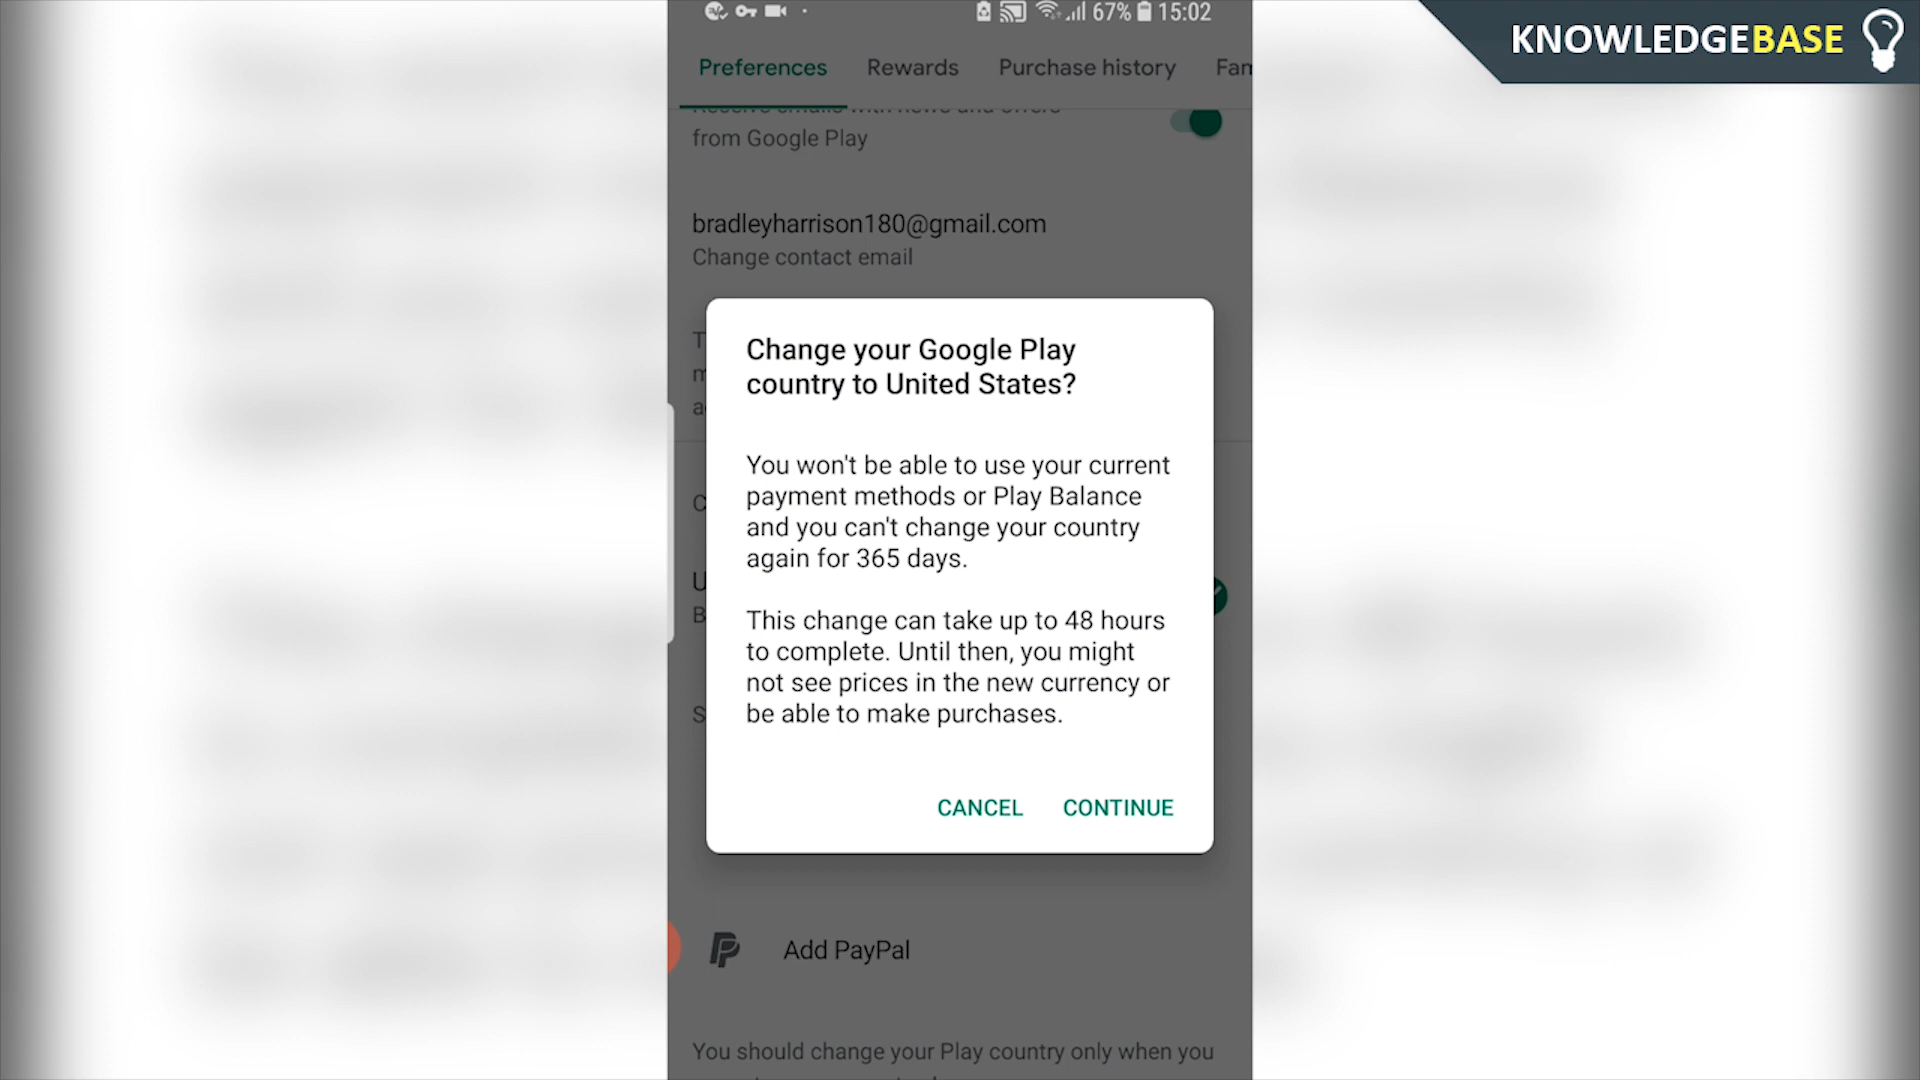 67% 15:02
KNOWLEDGEBASE
Preferences Rewards Purchase history Fam
from Google Play
bradleyharrison180@gmail.com
Change contact email
Change your Google Play
country to United States?
You won't be able to use your current
payment methods or Play Balance
and you can't change your country
again for 365 days.
This change can take up to 48 hours
to complete. Until then, you might
not see prices in the new currency or
be able to make purchases.
CANCEL CONTINUE
Add PayPal
You should change your Play country only when you